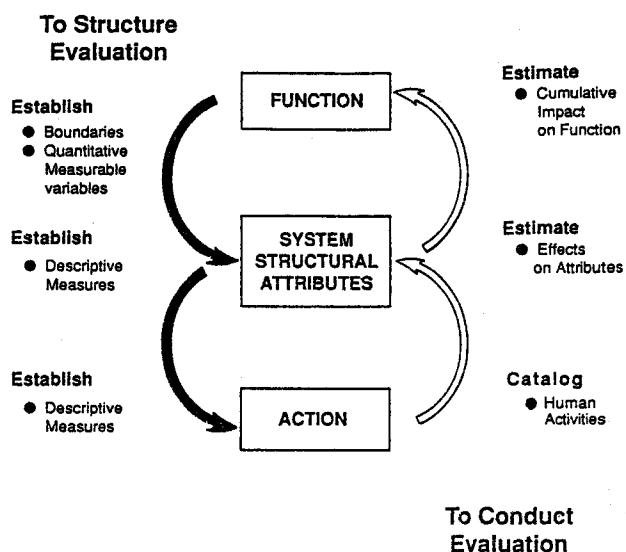 To Structure
Evaluation
Establish
● Boundaries
● Quantitative
Measurable
variables
Establish
● Descriptive
Measures
Establish
● Descriptive
Measures
FUNCTION
SYSTEM
STRUCTURAL
ATTRIBUTES
ACTION
Estimate
● Cumulative
Impact
on Function
Estimate
● Effects
on Attributes
Catalog
● Human
Activities
To Conduct
Evaluation